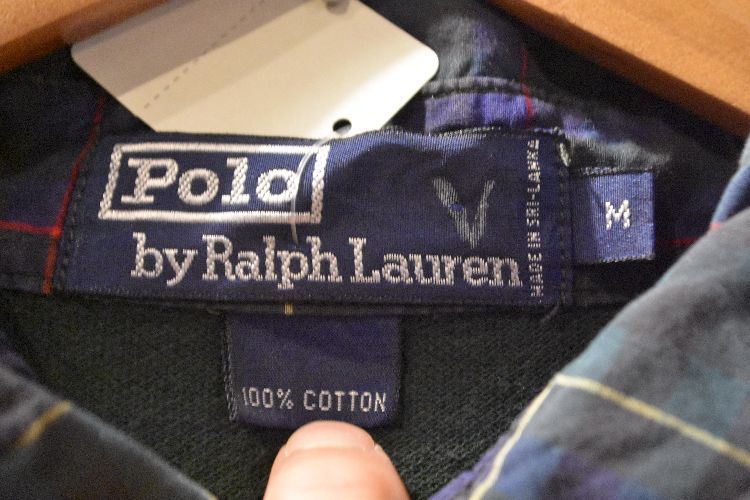 Polo
by Ralph Lauren
MADE IN SRI-LANKA
M
100% COTTON